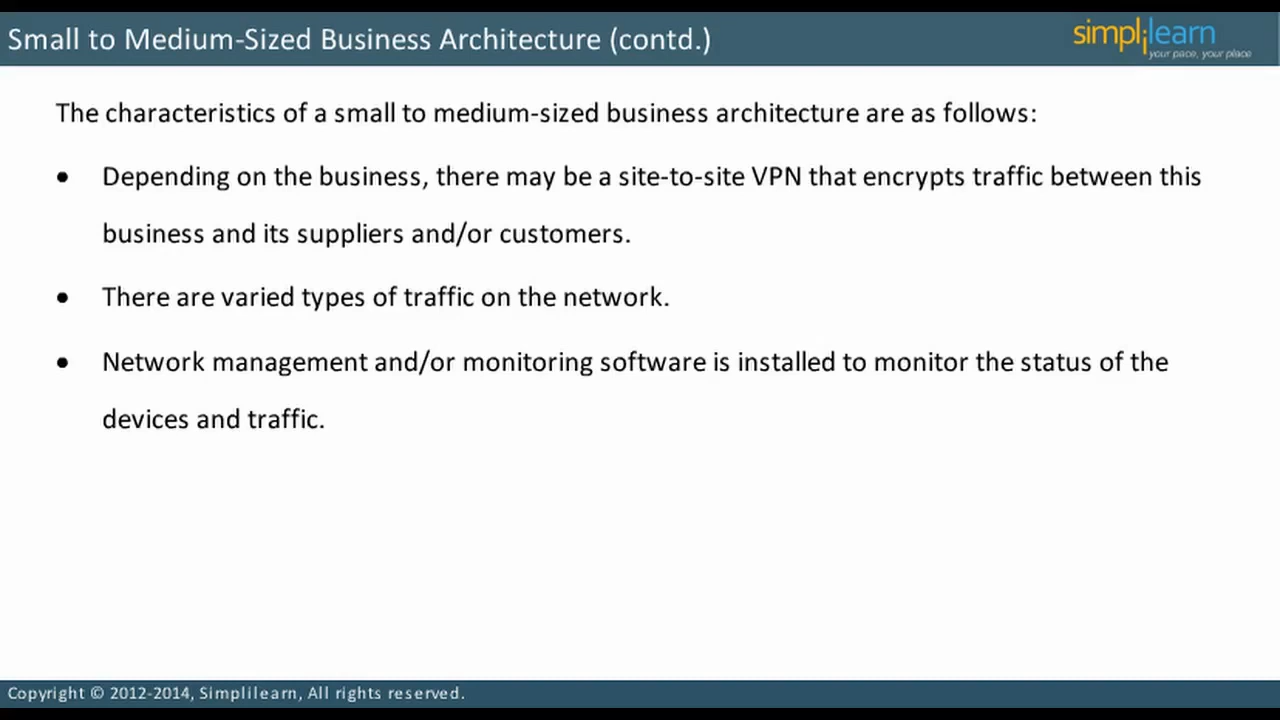 Small to Medium-Sized Business Architecture (contd.)
simplilearn
your pace, your place
The characteristics of a small to medium-sized business architecture are as follows:
• Depending on the business, there may be a site-to-site VPN that encrypts traffic between this
business and its suppliers and/or customers.
• There are varied types of traffic on the network.
• Network management and/or monitoring software is installed to monitor the status of the
devices and traffic.
Copyright © 2012-2014, Simplilearn, All rights reserved.